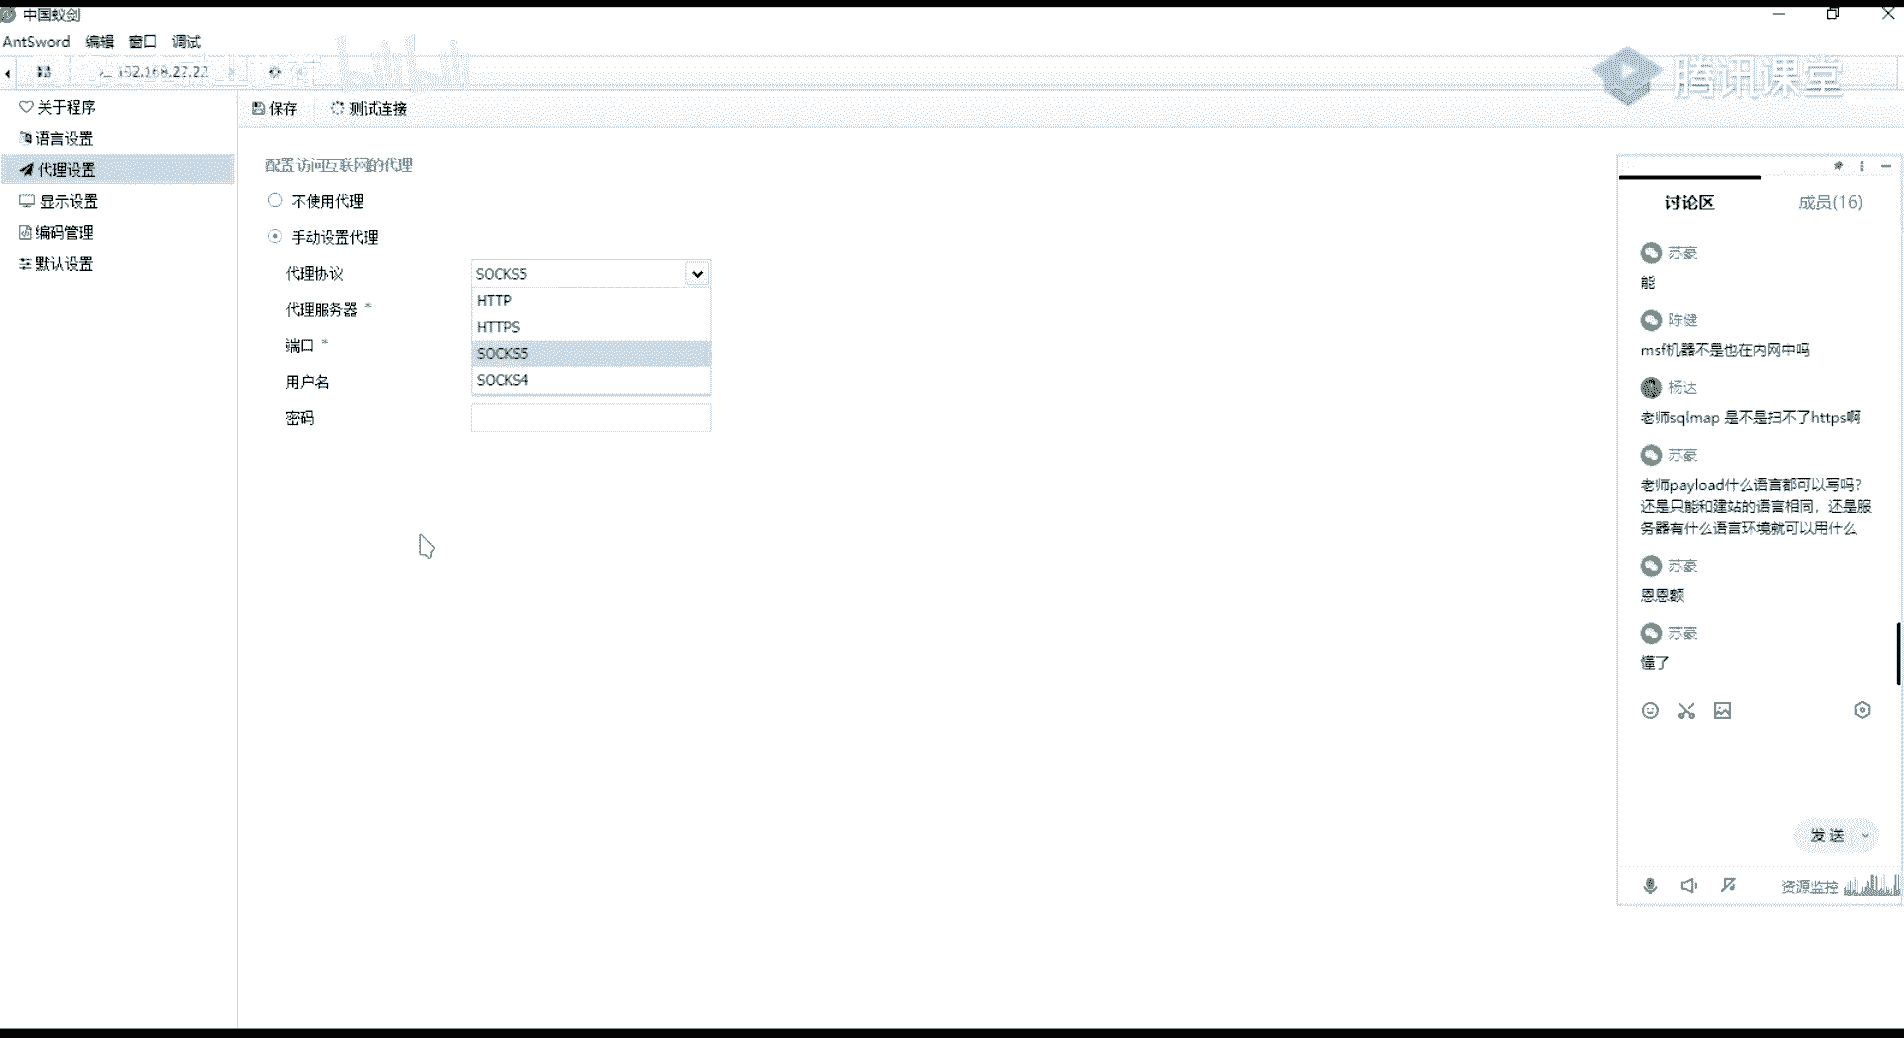 中国蚁剑
AntSword 编辑 窗口 调试
192.168.22.22
腾讯课堂
关于程序
语言设置
代理设置
显示设置
编码管理
默认设置
保存 测试连接
配置访问互联网的代理
不使用代理
手动设置代理
代理协议 SOCKS5
HTTP
代理服务器 *
HTTPS
端口 *
SOCKS5
用户名
SOCKS4
密码
讨论区 成员(16)
苏豪
能
陈健
msf机器不是也在内网中吗
杨达
老师sqlmap 是不是扫不了https啊
苏豪
老师payload什么语言都可以写吗?
还是只能和建站的语言相同，还是服
务器有什么语言环境就可以用什么
苏豪
恩恩额
苏豪
懂了
发送
资源监控